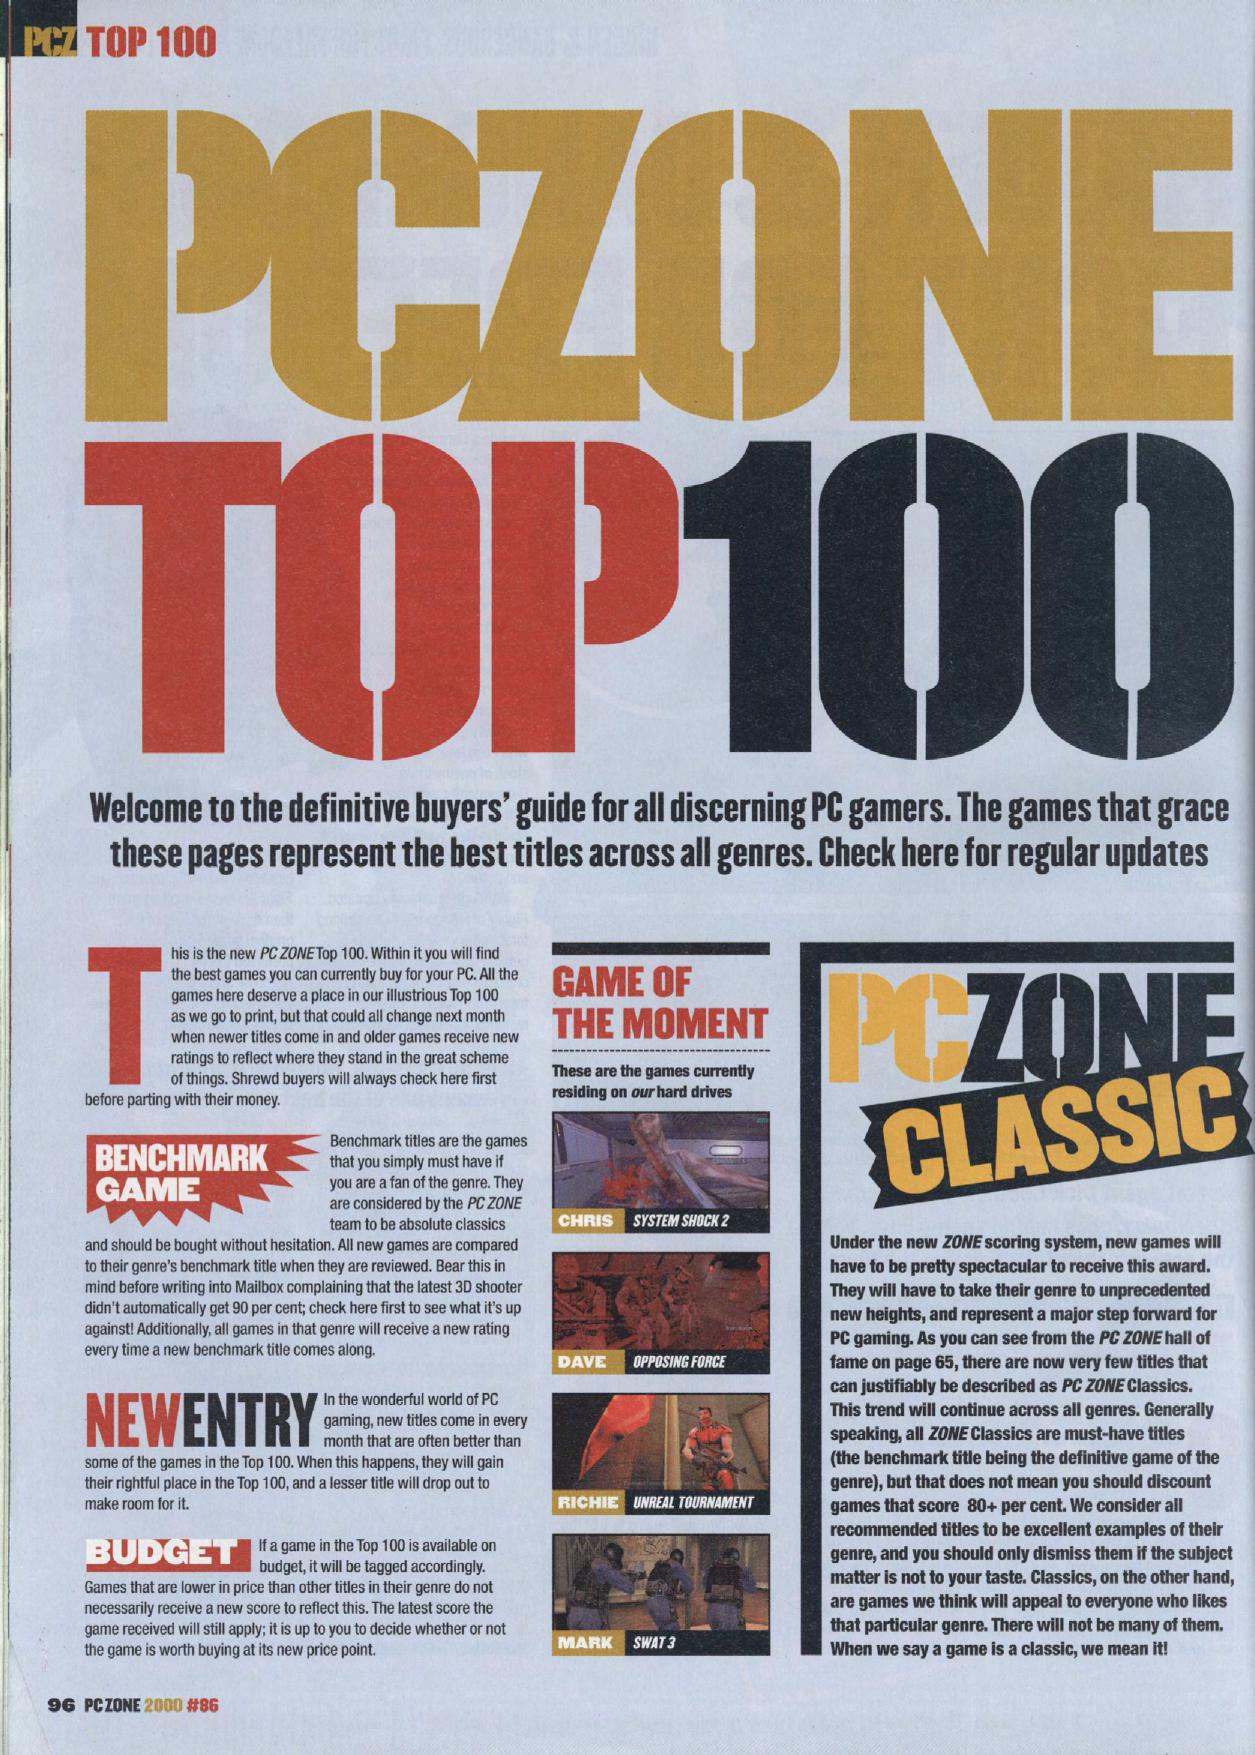 PCZ TOP 100
PCZONE
TOP100
Welcome to the definitive buyers' guide for all discerning PC gamers. The games that grace
these pages represent the best titles across all genres. Check here for regular updates
This is the new PC ZONE Top 100. Within it you will find
the best games you can currently buy for your PC. All the
games here deserve a place in our illustrious Top 100
as we go to print, but that could all change next month
when newer titles come in and older games receive new
ratings to reflect where they stand in the great scheme
of things. Shrewd buyers will always check here first
before parting with their money.
BENCHMARK
GAME
Benchmark titles are the games
that you simply must have if
you are a fan of the genre. They
are considered by the PC ZONE
team to be absolute classics
and should be bought without hesitation. All new games are compared
to their genre's benchmark title when they are reviewed. Bear this in
mind before writing into Mailbox complaining that the latest 3D shooter
didn't automatically get 90 per cent; check here first to see what it's up
against! Additionally, all games in that genre will receive a new rating
every time a new benchmark title comes along.
NEWENTRY
In the wonderful world of PC
gaming, new titles come in every
month that are often better than
some of the games in the Top 100. When this happens, they will gain
their rightful place in the Top 100, and a lesser title will drop out to
make room for it.
BUDGET
If a game in the Top 100 is available on
budget, it will be tagged accordingly.
Games that are lower in price than other titles in their genre do not
necessarily receive a new score to reflect this. The latest score the
game received will still apply; it is up to you to decide whether or not
the game is worth buying at its new price point.
GAME OF
THE MOMENT
These are the games currently
residing on our hard drives
CHRIS SYSTEM SHOCK 2
DAVE OPPOSING FORCE
RICHIE UNREAL TOURNAMENT
MARK SWAT 3
PCZONE
CLASSIC
Under the new ZONE scoring system, new games will
have to be pretty spectacular to receive this award.
They will have to take their genre to unprecedented
new heights, and represent a major step forward for
PC gaming. As you can see from the PC ZONE hall of
fame on page 65, there are now very few titles that
can justifiably be described as PC ZONE Classics.
This trend will continue across all genres. Generally
speaking, all ZONE Classics are must-have titles
(the benchmark title being the definitive game of the
genre), but that does not mean you should discount
games that score 80+ per cent. We consider all
recommended titles to be excellent examples of their
genre, and you should only dismiss them if the subject
matter is not to your taste. Classics, on the other hand,
are games we think will appeal to everyone who likes
that particular genre. There will not be many of them.
When we say a game is a classic, we mean it!
96 PCZONE 2000 #86